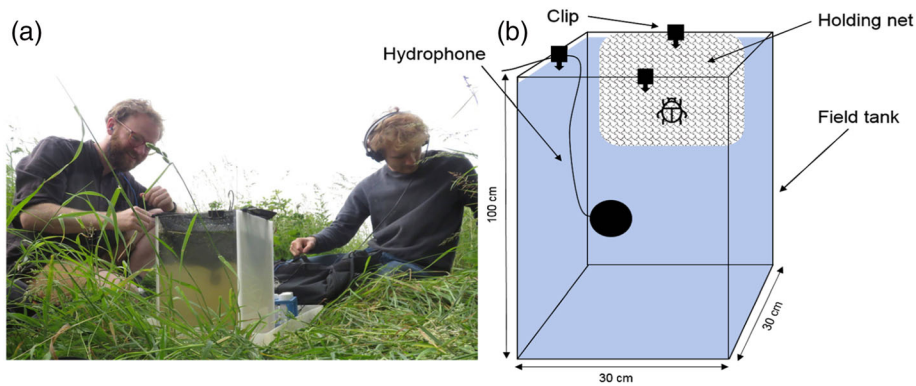 (a)
Hydrophone
(b)
Clip
Holding net
Field tank
100 cm
30 cm
30 cm